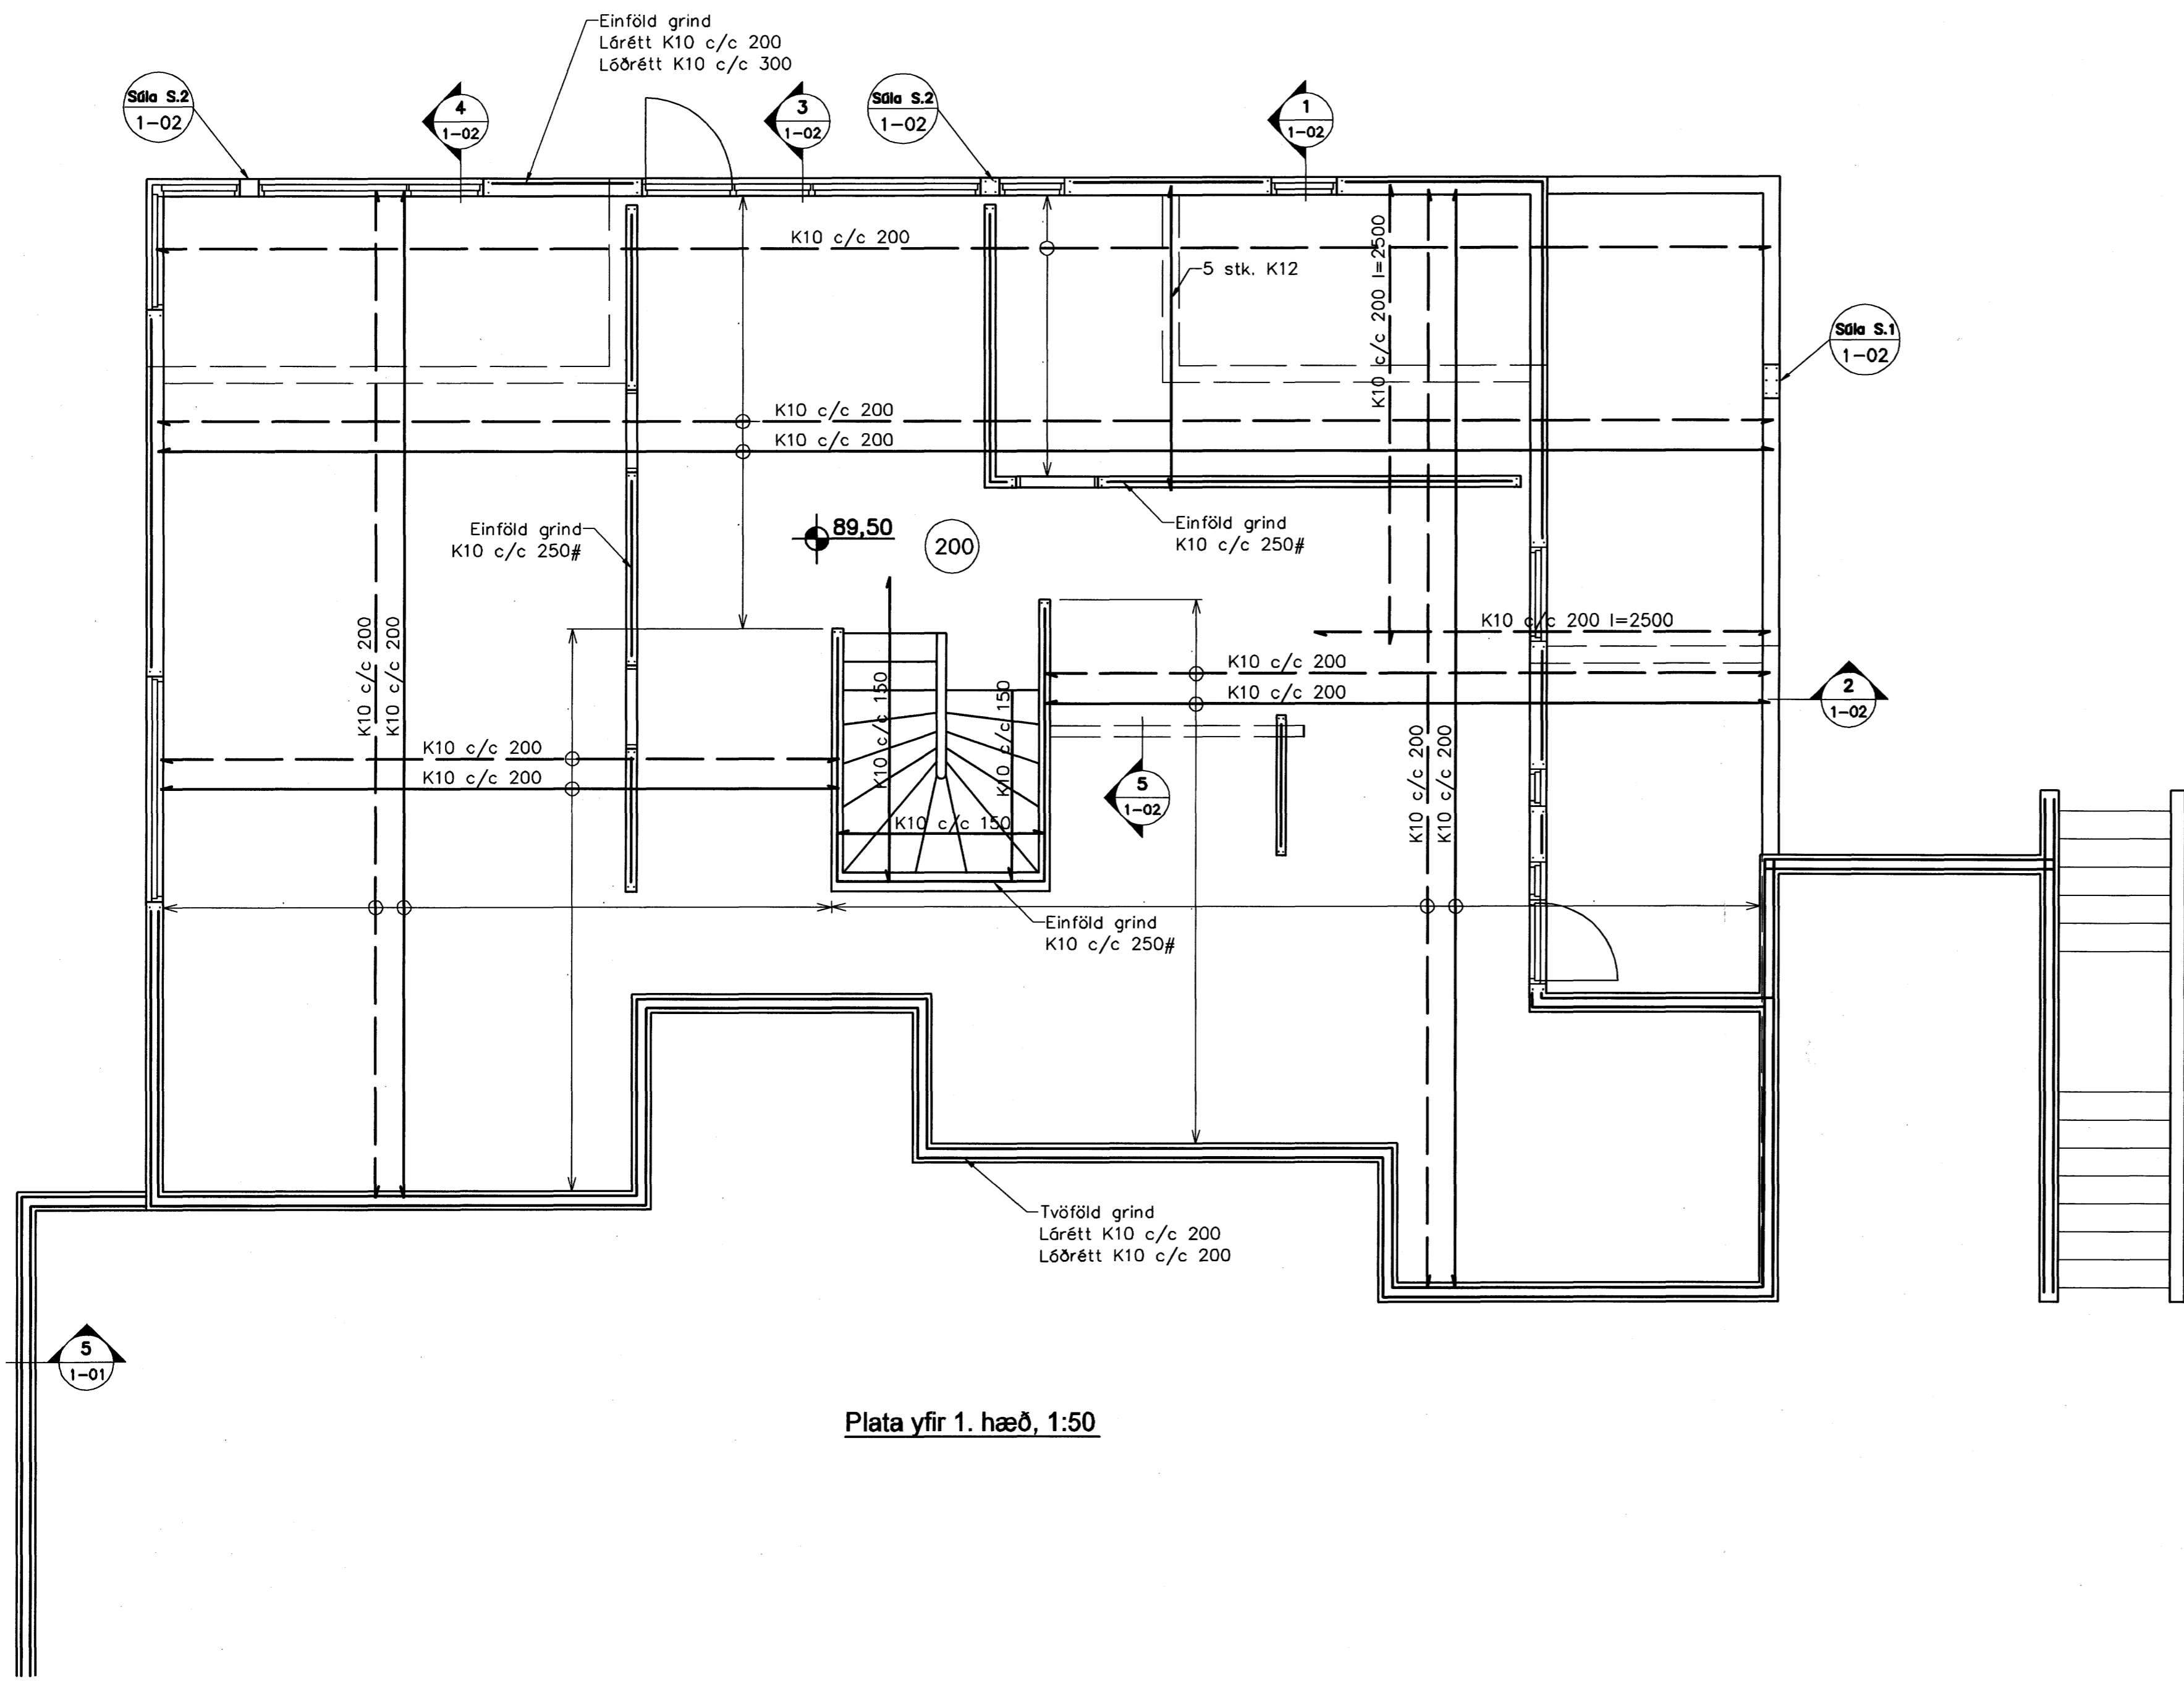 Einföld grind
Lárétt K10 c/c 200
Lóðrétt K10 c/c 300
Súla S.2
1-02
4
1-02
3
1-02
Súla S.2
1-02
1
1-02
K10 c/c 200
5 stk. K12
K10 c/c 200 l=2500
Súla S.1
1-02
K10 c/c 200
K10 c/c 200
Einföld grind
K10 c/c 250#
89,50
200
Einföld grind
K10 c/c 250#
K10 c/c 200 l=2500
K10 c/c 200
K10 c/c 200
K10 c/c 200
K10 c/c 200
2
1-02
K10 c/c 200
K10 c/c 200
K10 c/c 150
K10 c/c 150
K10 c/c 150
5
1-02
K10 c/c 200
K10 c/c 200
Einföld grind
K10 c/c 250#
Tvöföld grind
Lárétt K10 c/c 200
Lóðrétt K10 c/c 200
5
1-01
Plata yfir 1. hæð, 1:50